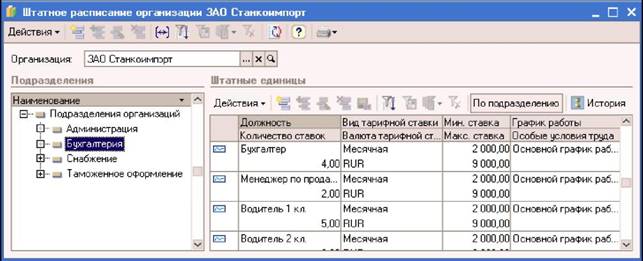 Штатное расписание организации ЗАО Станкоимпорт
Действия
Организация: ЗАО Станкоимпорт
Подразделения
Наименование
Подразделения организаций
Администрация
Бухгалтерия
Снабжение
Таможенное оформление
Штатные единицы
Действия По подразделению История
Должность Вид тарифной ставки Мин. ставка График работы
Количество ставок Валюта тарифной ст... Макс. ставка Особые условия труда
Бухгалтер Месячная 2 000,00 Основной график раб...
4,00 RUR 9 000,00
Менеджер по прода... Месячная 2 000,00 Основной график раб...
2,00 RUR 9 000,00
Водитель 1 кл. Месячная 2 000,00 Основной график раб...
5,00 RUR 9 000,00
Водитель 2 кл. Месячная 2 000,00 Основной график раб...